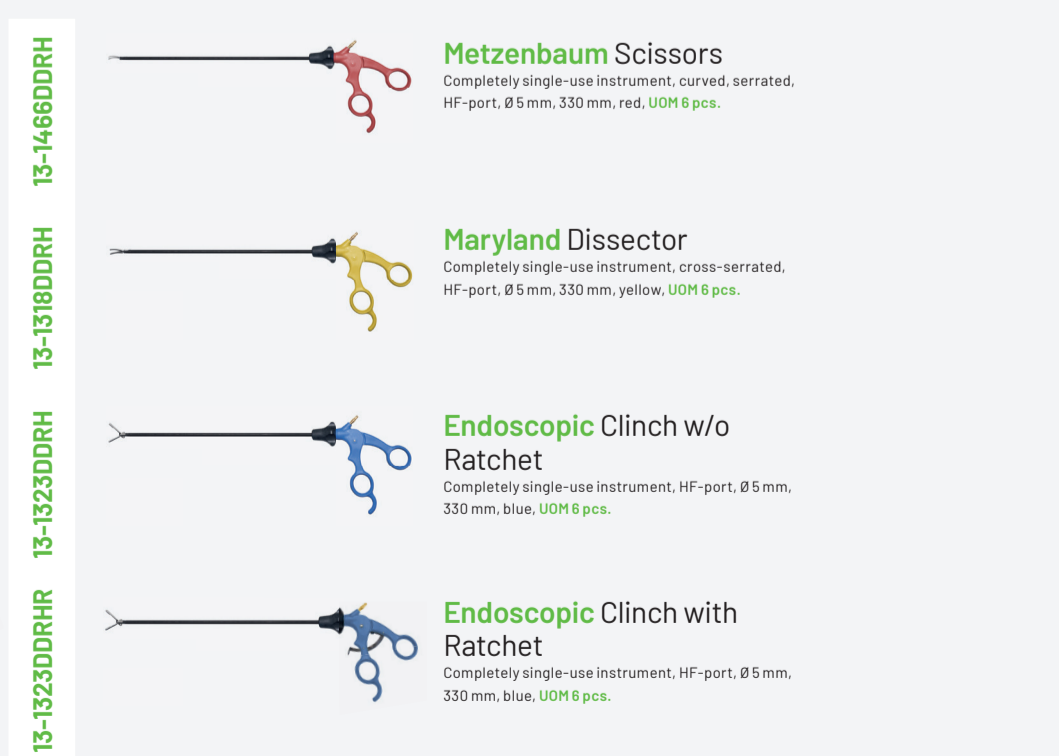 13-1466DDRH
Metzenbaum Scissors
Completely single-use instrument, curved, serrated,
HF-port, Ø 5 mm, 330 mm, red, UOM 6 pcs.
13-1318DDRH
Maryland Dissector
Completely single-use instrument, cross-serrated,
HF-port, Ø 5 mm, 330 mm, yellow, UOM 6 pcs.
13-1323DDRH
Endoscopic Clinch w/o
Ratchet
Completely single-use instrument, HF-port, Ø 5 mm,
330 mm, blue, UOM 6 pcs.
13-1323DDRHR
Endoscopic Clinch with
Ratchet
Completely single-use instrument, HF-port, Ø 5 mm,
330 mm, blue, UOM 6 pcs.